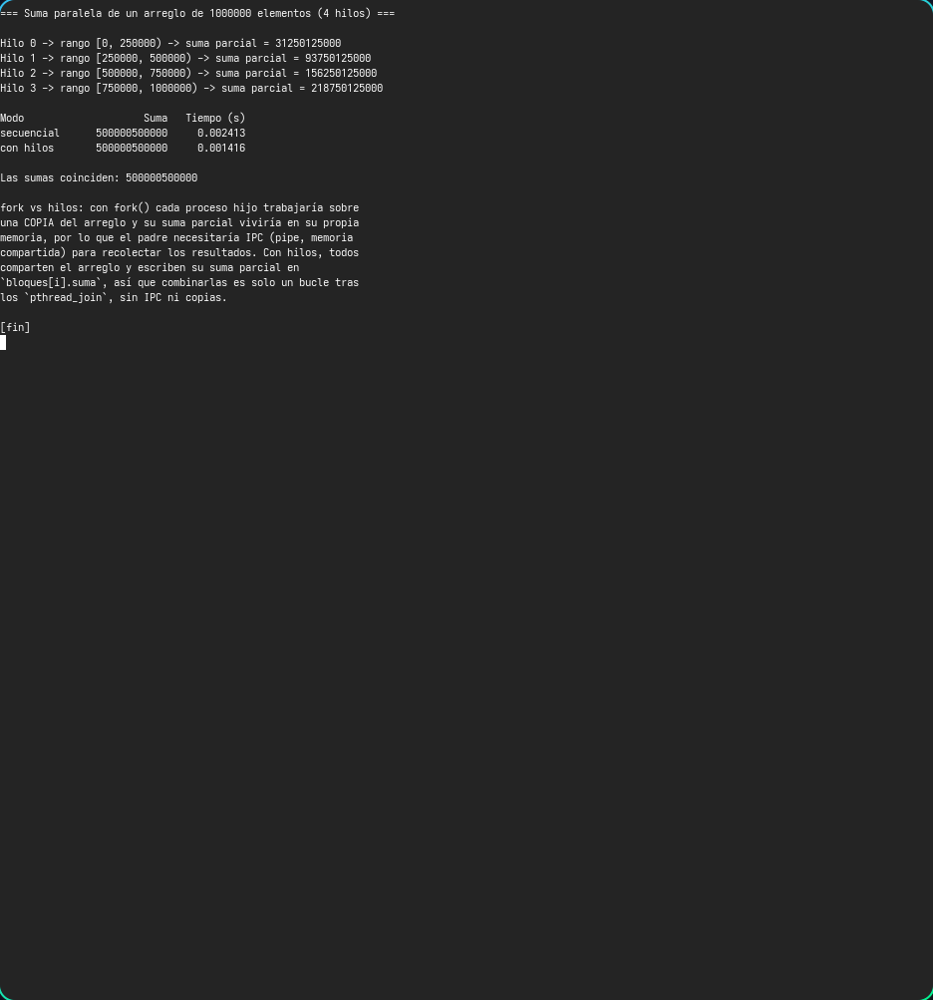 === Suma paralela de un arreglo de 1000000 elementos (4 hilos) ===
Hilo 0 -> rango [0, 250000) -> suma parcial = 31250125000
Hilo 1 -> rango [250000, 500000) -> suma parcial = 93750125000
Hilo 2 -> rango [500000, 750000) -> suma parcial = 156250125000
Hilo 3 -> rango [750000, 1000000) -> suma parcial = 218750125000
Modo                    Suma   Tiempo (s)
secuencial      500000500000     0.002413
con hilos       500000500000     0.001416
Las sumas coinciden: 500000500000
fork vs hilos: con fork() cada proceso hijo trabajaría sobre
una COPIA del arreglo y su suma parcial viviría en su propia
memoria, por lo que el padre necesitaría IPC (pipe, memoria
compartida) para recolectar los resultados. Con hilos, todos
comparten el arreglo y escriben su suma parcial en
`bloques[i].suma`, así que combinarlas es solo un bucle tras
los `pthread_join`, sin IPC ni copias.
[fin]